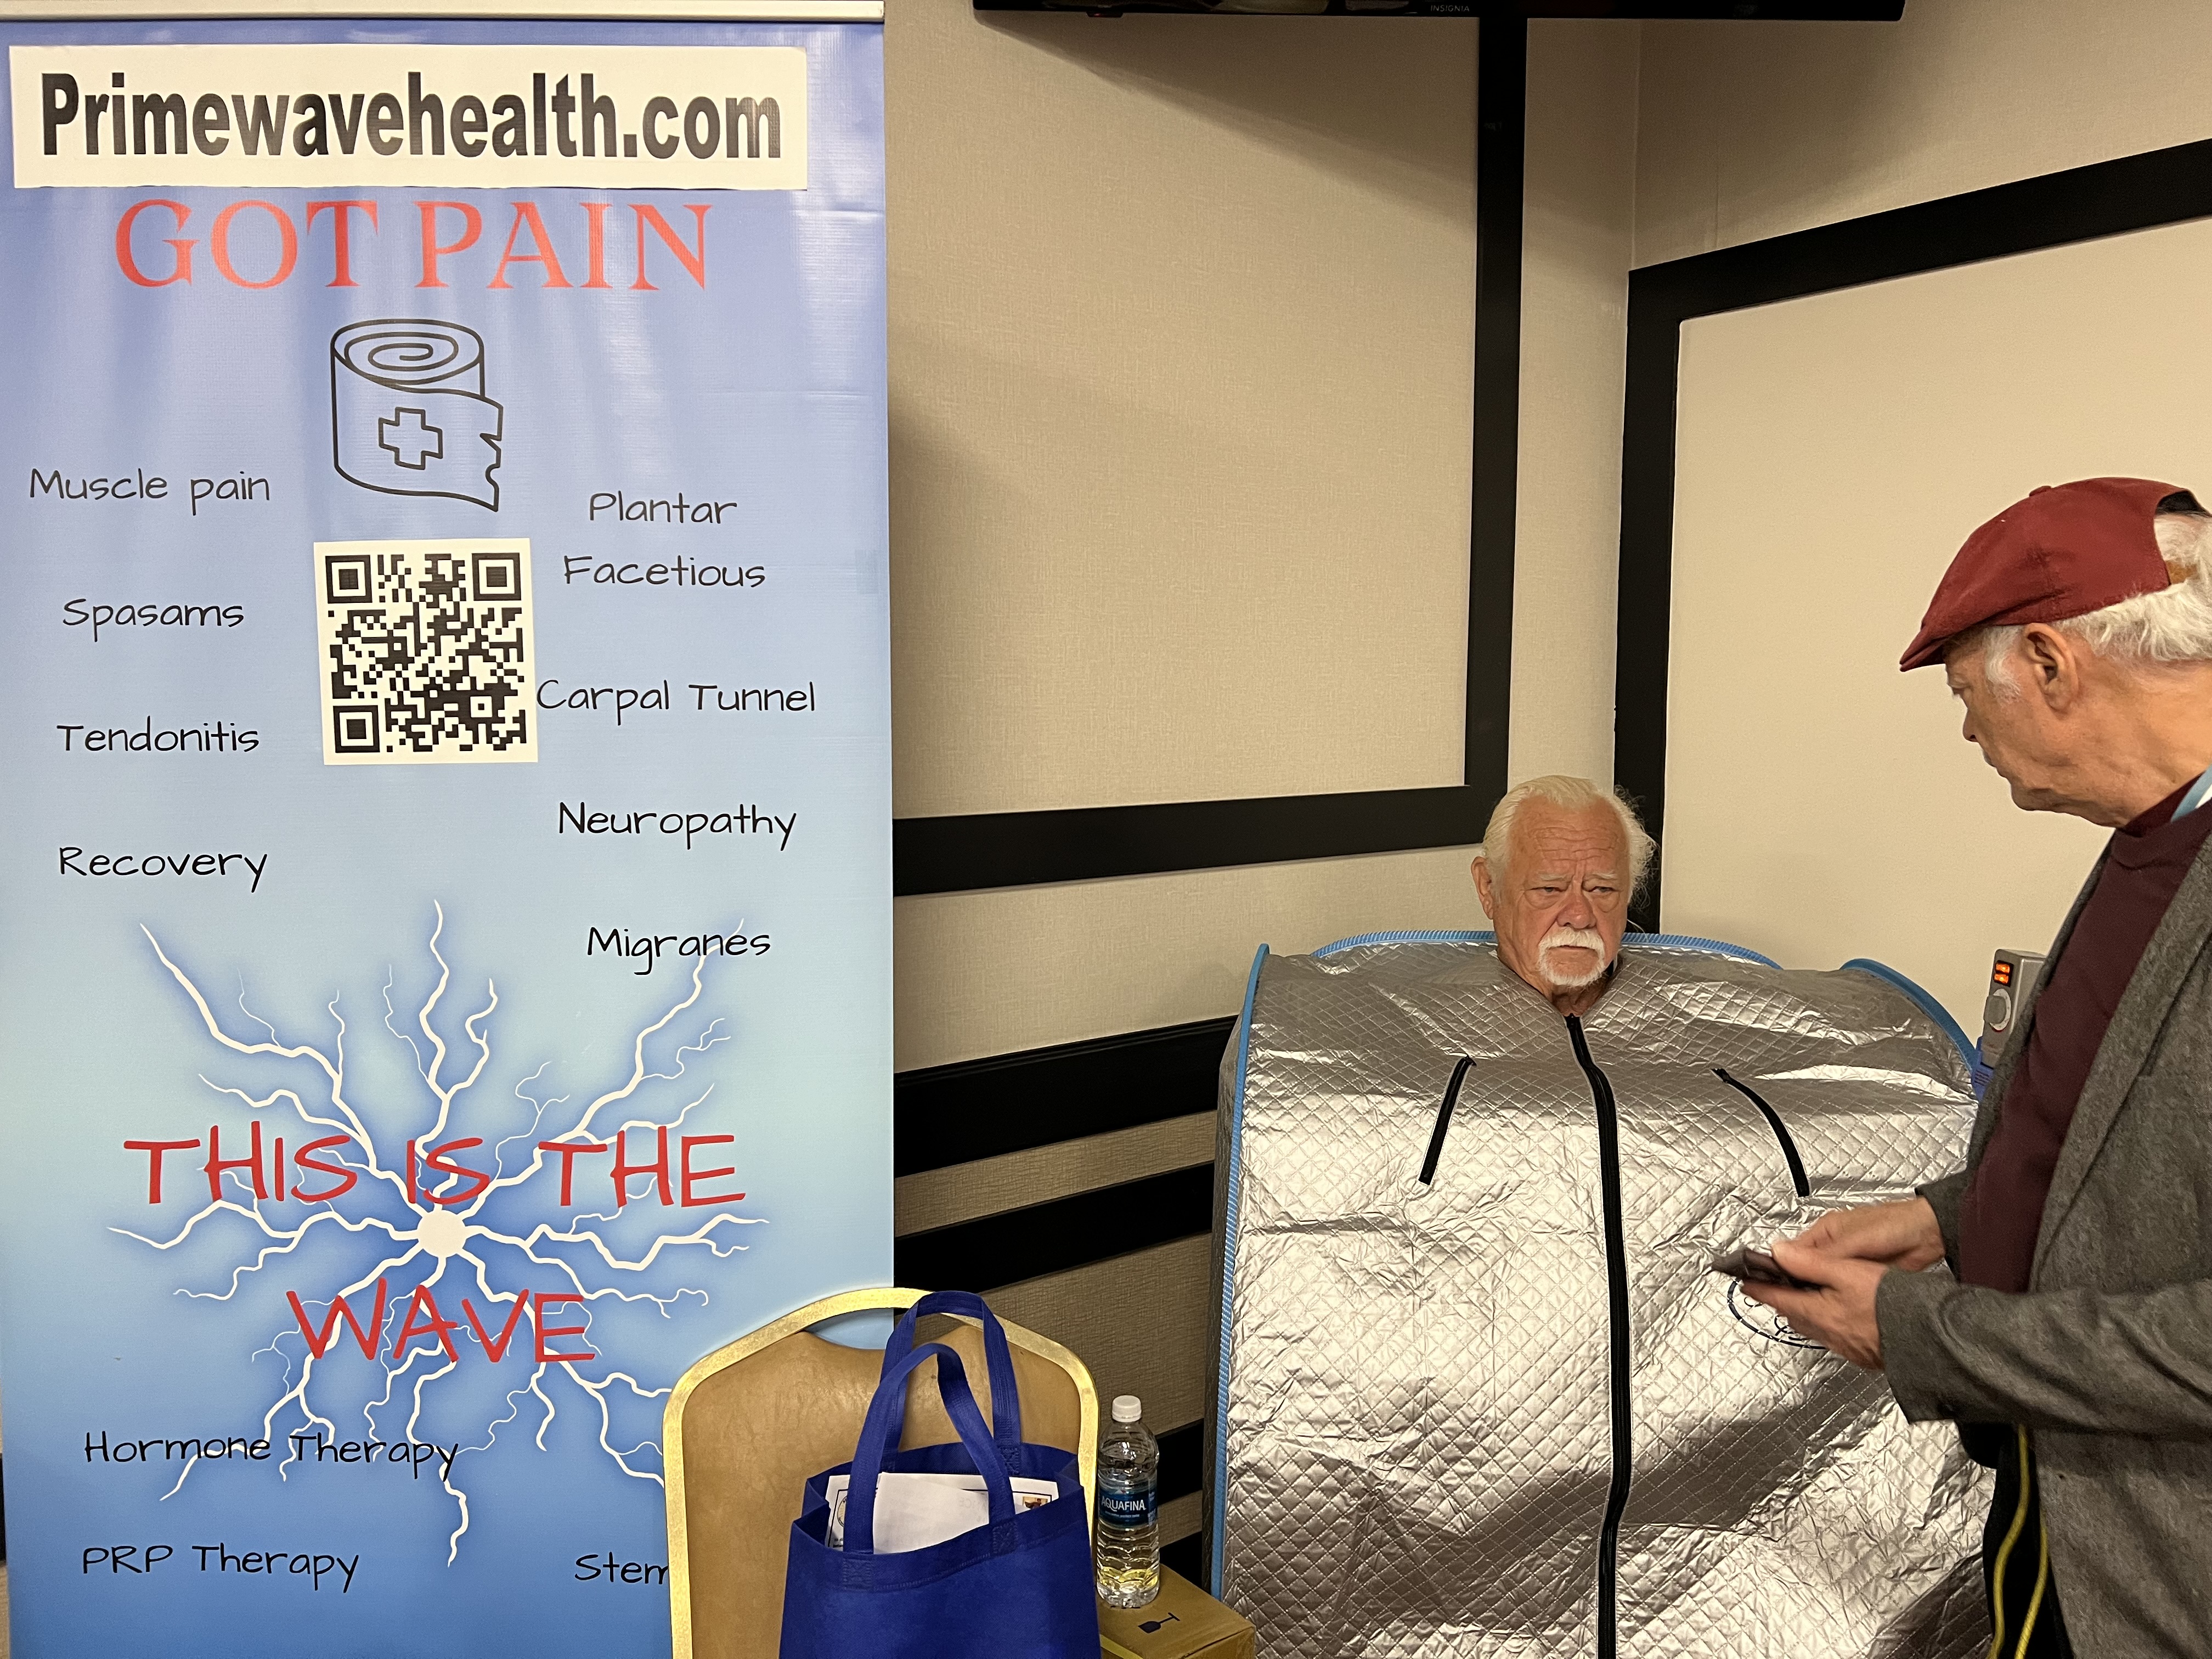 INSIGNIA
Primewavehealth.com
GOT PAIN
Muscle pain
Plantar
Facetious
Spasams
Carpal Tunnel
Tendonitis
Neuropathy
Recovery
Migranes
THIS IS THE
WAVE
Hormone Therapy
PRP Therapy
Stem
AQUAFINA